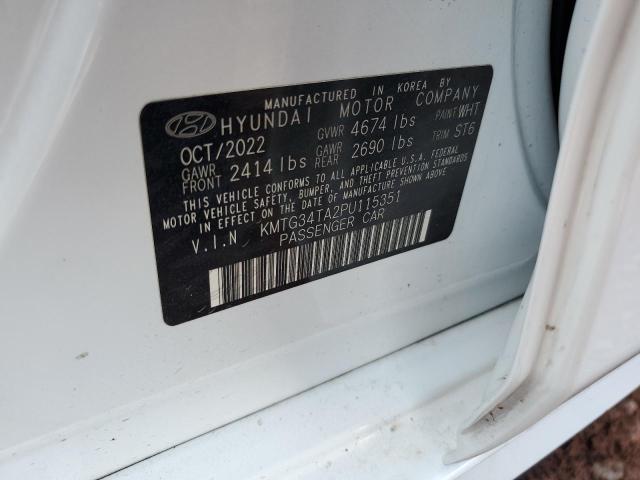 MANUFACTURED IN KOREA BY
HYUNDAI MOTOR COMPANY
OCT/2022 GVWR 4674 lbs PAINT WHT
GAWR FRONT 2414 lbs GAWR REAR 2690 lbs TRIM ST6
THIS VEHICLE CONFORMS TO ALL APPLICABLE U.S.A. FEDERAL
MOTOR VEHICLE SAFETY, BUMPER, AND THEFT PREVENTION STANDARDS
IN EFFECT ON THE DATE OF MANUFACTURE SHOWN ABOVE.
V.I.N KMTG34TA2PU115351
PASSENGER CAR